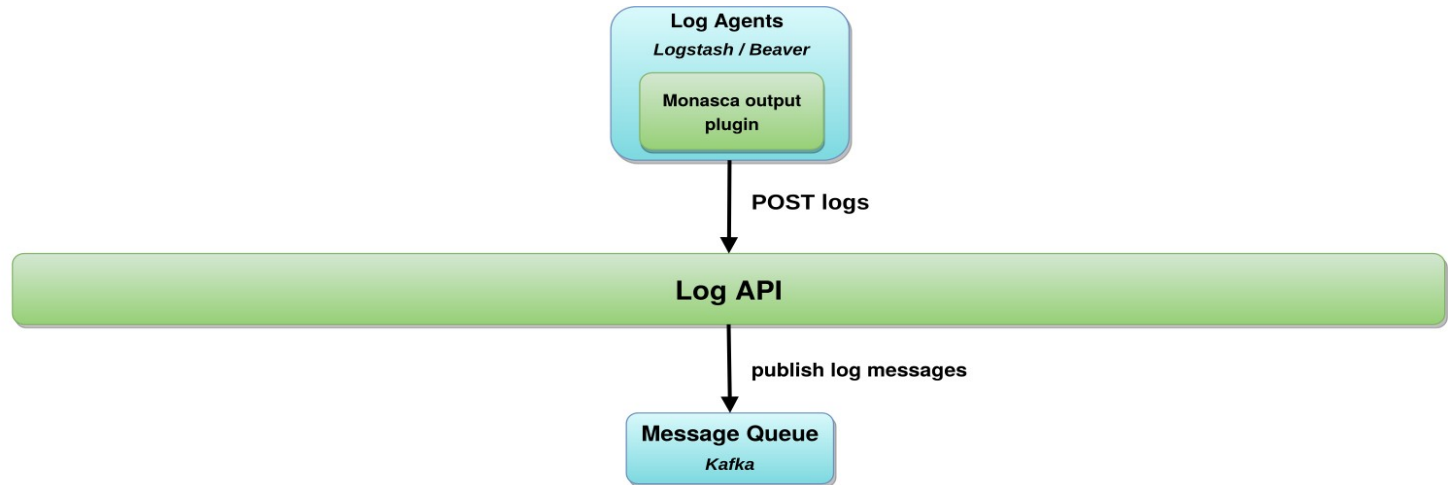 Log Agents
Logstash / Beaver
Monasca output
plugin
POST logs
Log API
publish log messages
Message Queue
Kafka